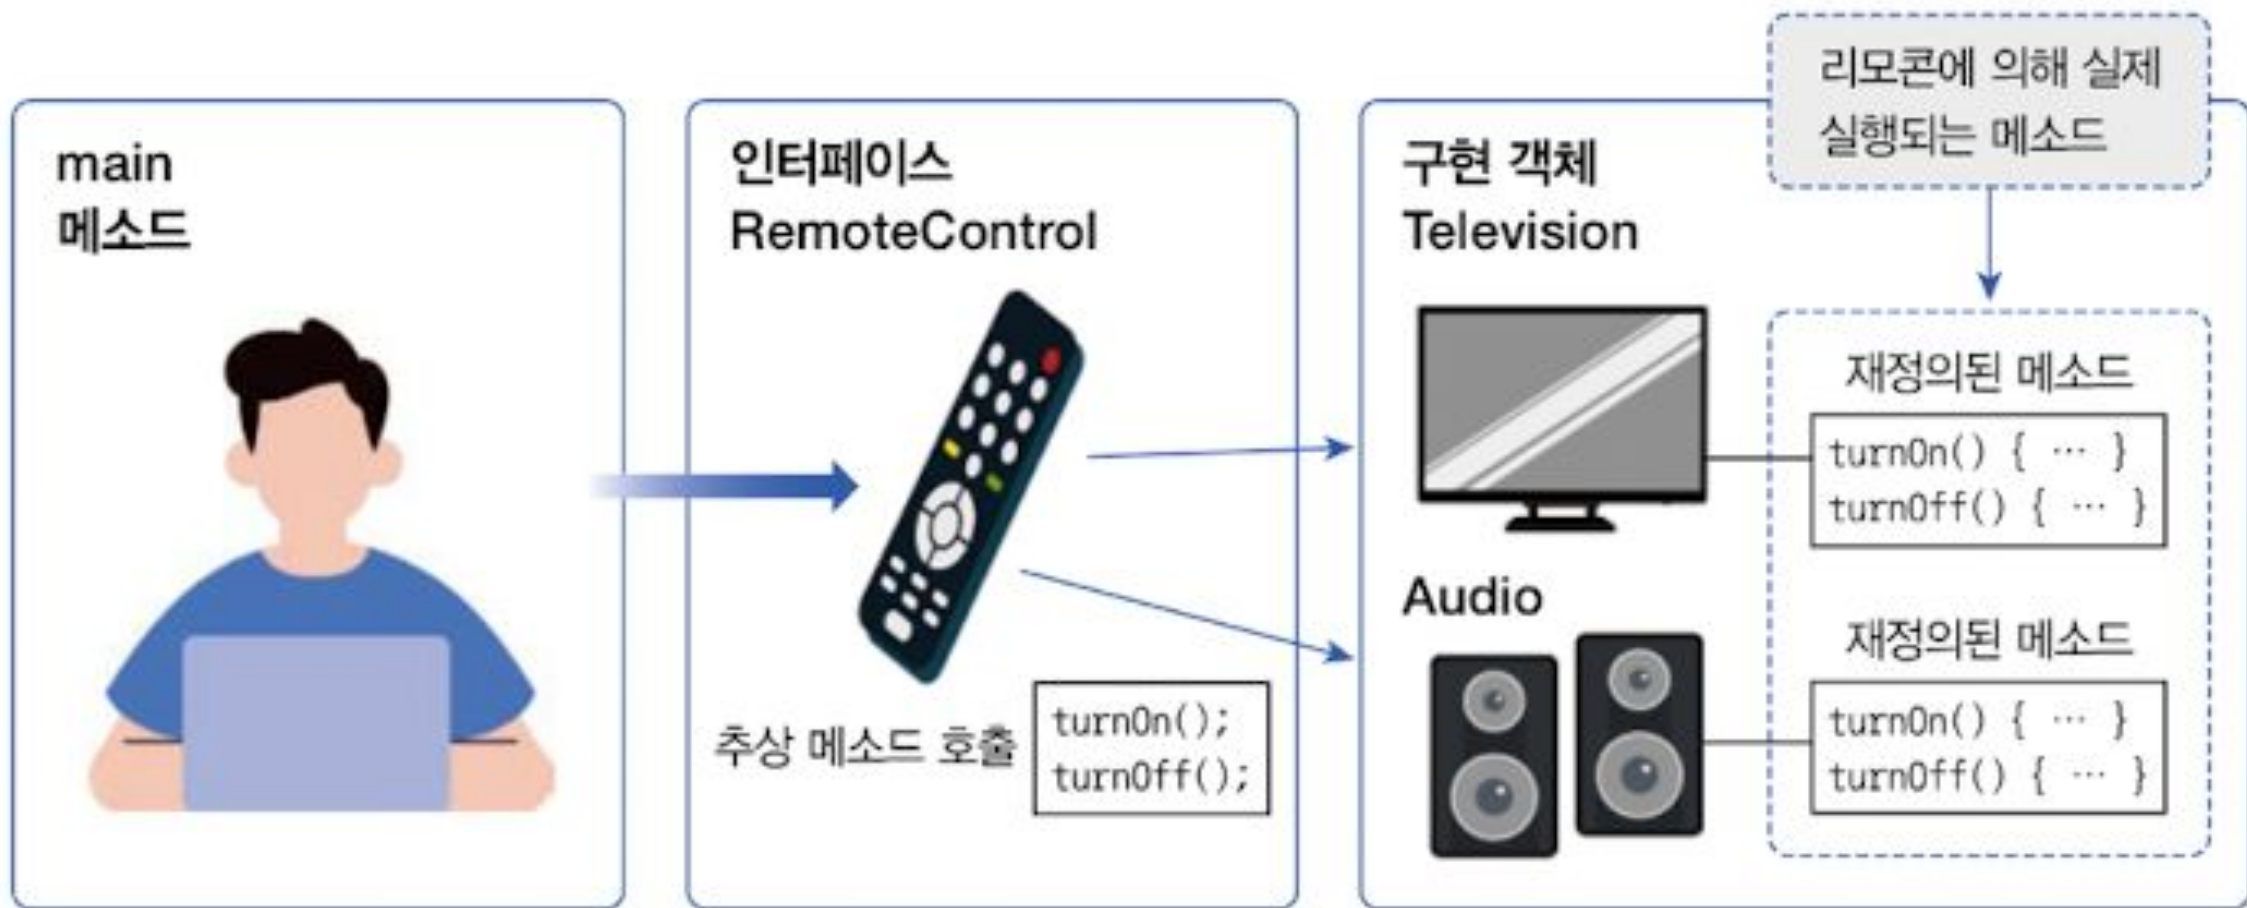 main
메소드
인터페이스
RemoteControl
추상 메소드 호출
turnOn();
turnOff();
리모콘에 의해 실제
실행되는 메소드
구현 객체
Television
재정의된 메소드
turnOn() { … }
turnOff() { … }
Audio
재정의된 메소드
turnOn() { … }
turnOff() { … }